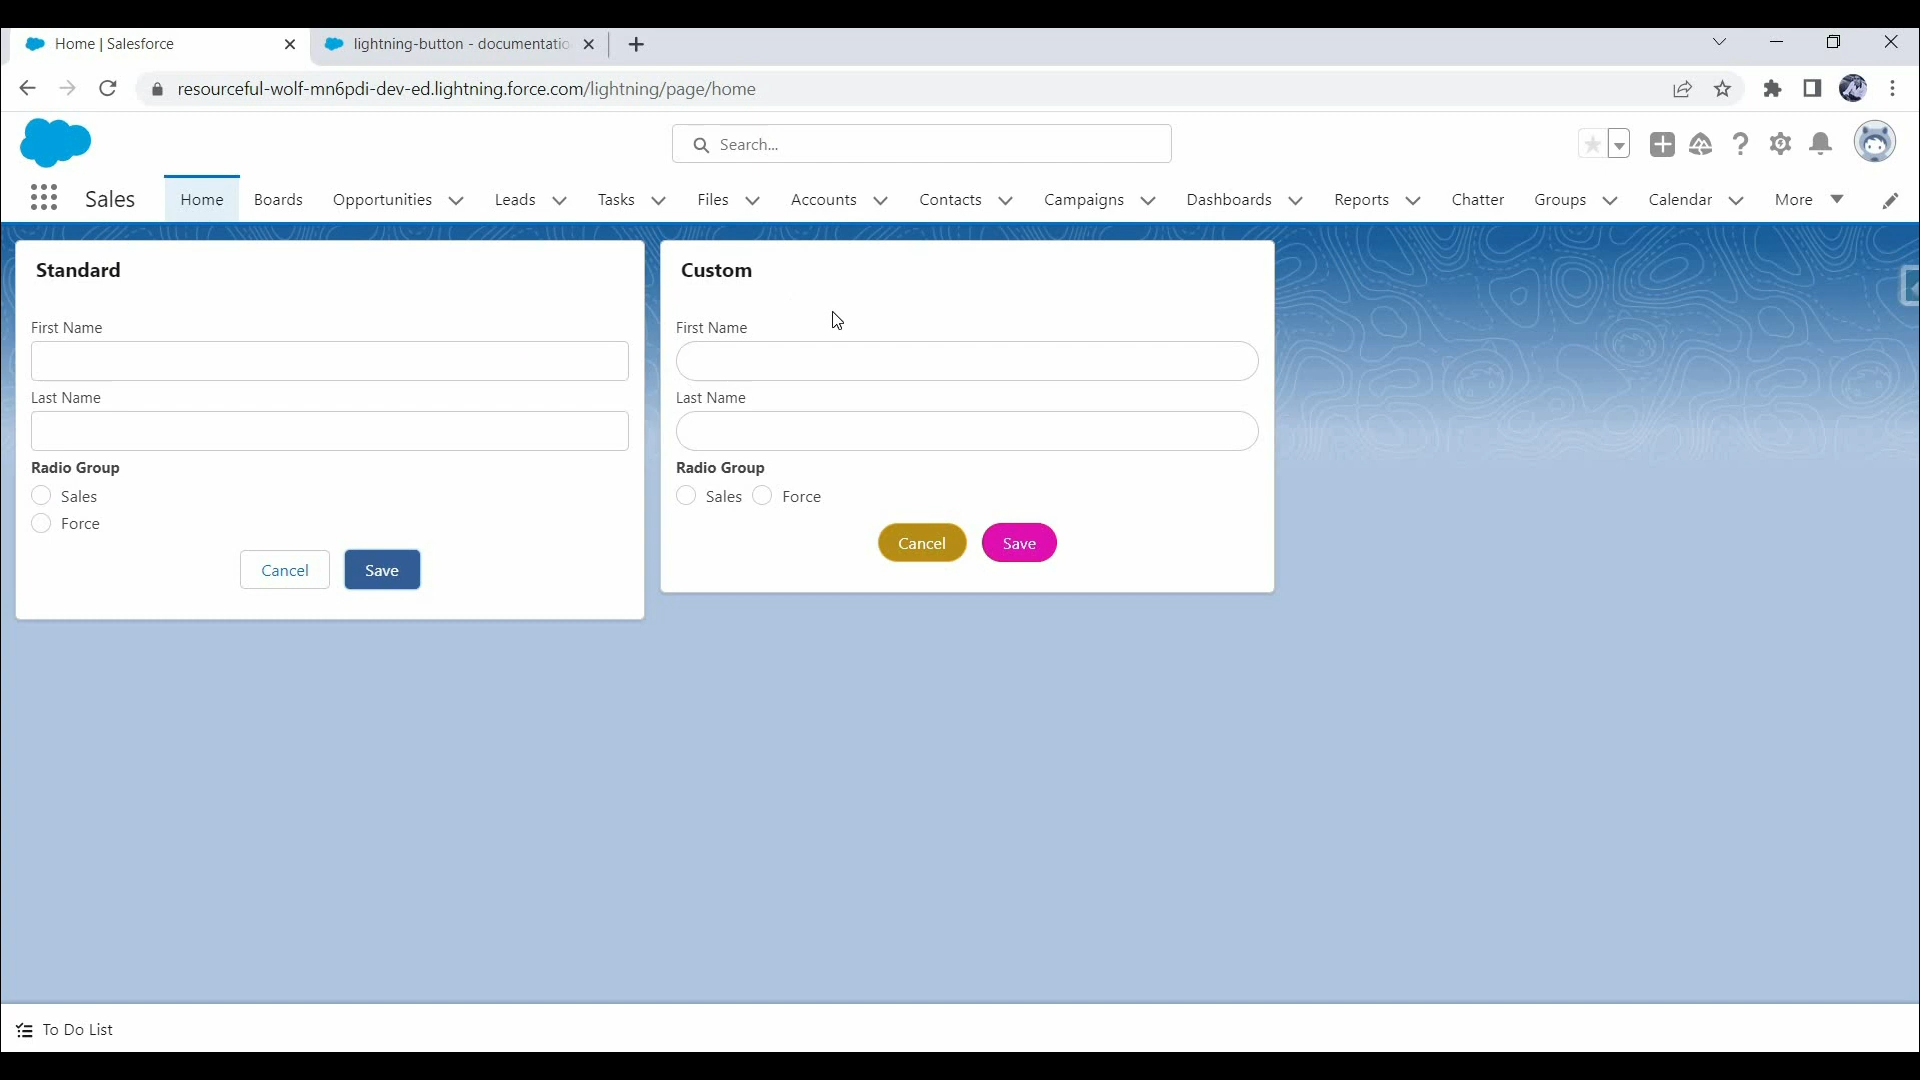 Home | Salesforce
lightning-button - documentatio
resourceful-wolf-mn6pdi-dev-ed.lightning.force.com/lightning/page/home
Search...
Sales Home Boards Opportunities Leads Tasks Files Accounts Contacts Campaigns Dashboards Reports Chatter Groups Calendar More
Standard
First Name
Last Name
Radio Group
Sales
Force
Cancel Save
Custom
First Name
Last Name
Radio Group
Sales Force
Cancel Save
To Do List